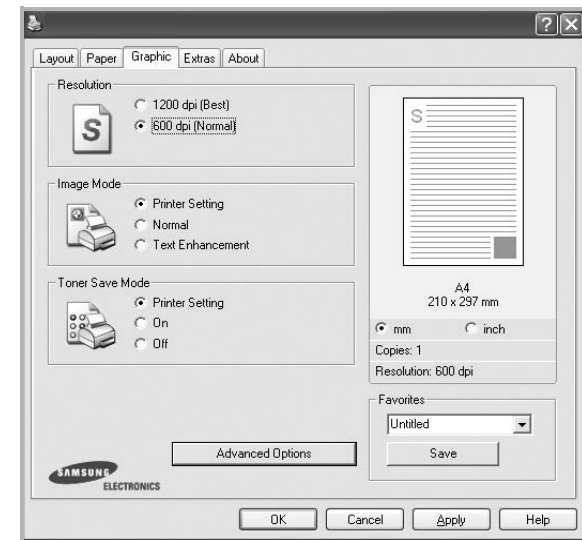 Layout Paper Graphic Extras About
Resolution
1200 dpi (Best)
600 dpi (Normal)
S
Image Mode
Printer Setting
Normal
Text Enhancement
Toner Save Mode
Printer Setting
On
Off
S
A4
210 x 297 mm
mm inch
Copies: 1
Resolution: 600 dpi
Favorites
Untitled
Save
Advanced Options
SAMSUNG
ELECTRONICS
OK Cancel Apply Help